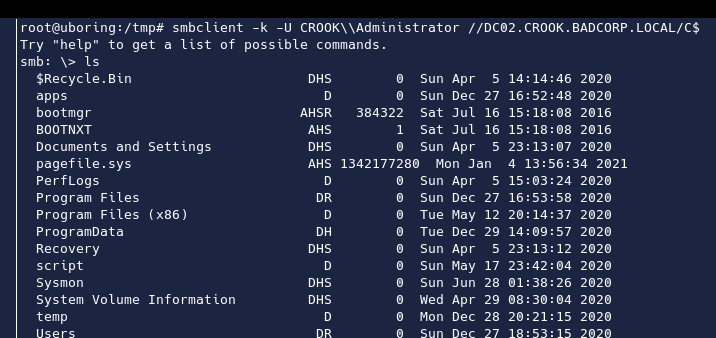 root@uboring:/tmp# smbclient -k -U CROOK\\Administrator //DC02.CROOK.BADCORP.LOCAL/C$
Try "help" to get a list of possible commands.
smb: \> ls
  $Recycle.Bin                      DHS        0  Sun Apr  5 14:14:46 2020
  apps                                D        0  Sun Dec 27 16:52:48 2020
  bootmgr                          AHSR   384322  Sat Jul 16 15:18:08 2016
  BOOTNXT                           AHS        1  Sat Jul 16 15:18:08 2016
  Documents and Settings            DHS        0  Sun Apr  5 23:13:07 2020
  pagefile.sys                      AHS 1342177280  Mon Jan  4 13:56:34 2021
  PerfLogs                            D        0  Sun Apr  5 15:03:24 2020
  Program Files                      DR        0  Sun Dec 27 16:53:58 2020
  Program Files (x86)                 D        0  Tue May 12 20:14:37 2020
  ProgramData                        DH        0  Tue Dec 29 14:09:57 2020
  Recovery                          DHS        0  Sun Apr  5 23:13:12 2020
  script                              D        0  Sun May 17 23:42:04 2020
  Sysmon                            DHS        0  Sun Jun 28 01:38:26 2020
  System Volume Information         DHS        0  Wed Apr 29 08:30:04 2020
  temp                                D        0  Mon Dec 28 20:21:15 2020
  Users                              DR        0  Sun Dec 27 18:53:15 2020